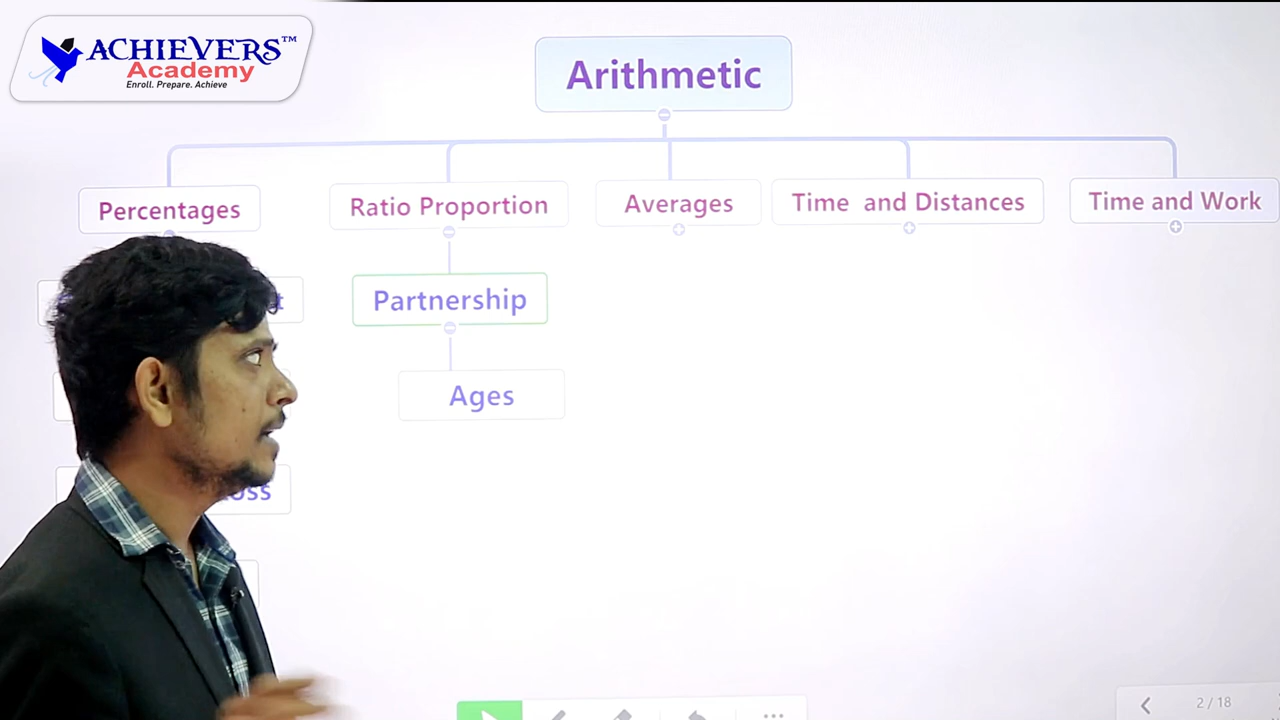 ACHIEVERS™
Academy
Enroll. Prepare. Achieve
Arithmetic
Percentages
Ratio Proportion
Averages
Time and Distances
Time and Work
Partnership
Ages
2 / 18